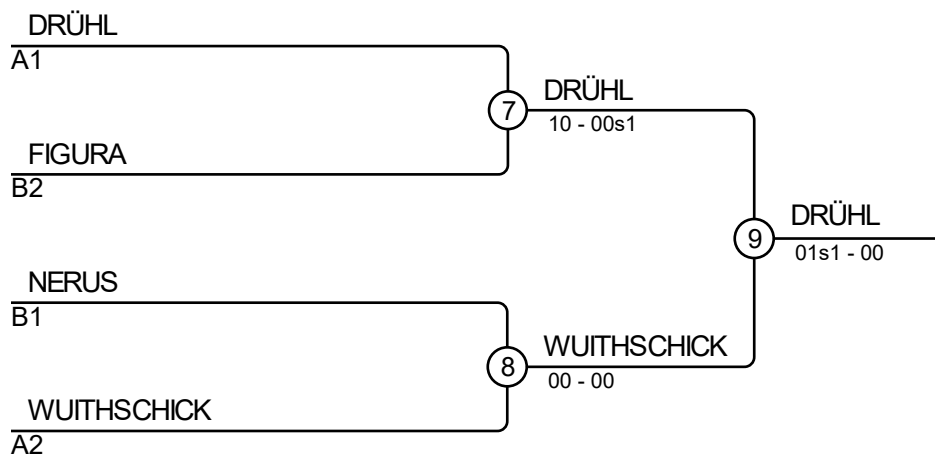 DRÜHL
A1
7
DRÜHL
10 - 00s1
FIGURA
B2
9
DRÜHL
01s1 - 00
NERUS
B1
8
WUITHSCHICK
00 - 00
WUITHSCHICK
A2